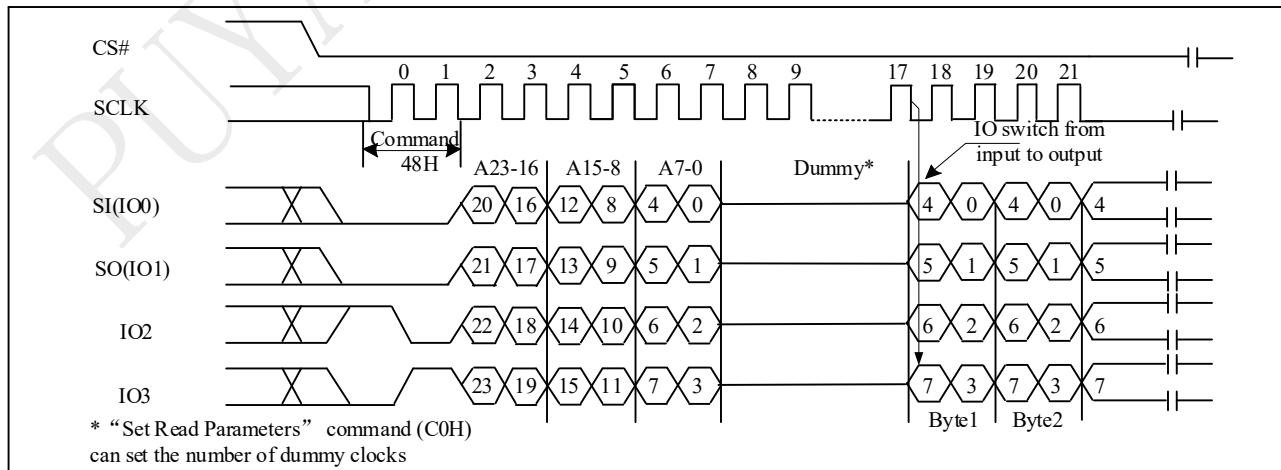 PUYA
CS#
0 1 2 3 4 5 6 7 8 9 17 18 19 20 21
SCLK
Command
48H
IO switch from
input to output
A23-16 A15-8 A7-0 Dummy*
SI(IO0) 20 16 12 8 4 0 4 0 4 0 4
SO(IO1) 21 17 13 9 5 1 5 1 5 1 5
IO2 22 18 14 10 6 2 6 2 6 2 6
IO3 23 19 15 11 7 3 7 3 7 3 7
Byte1 Byte2
* “Set Read Parameters” command (C0H)
can set the number of dummy clocks